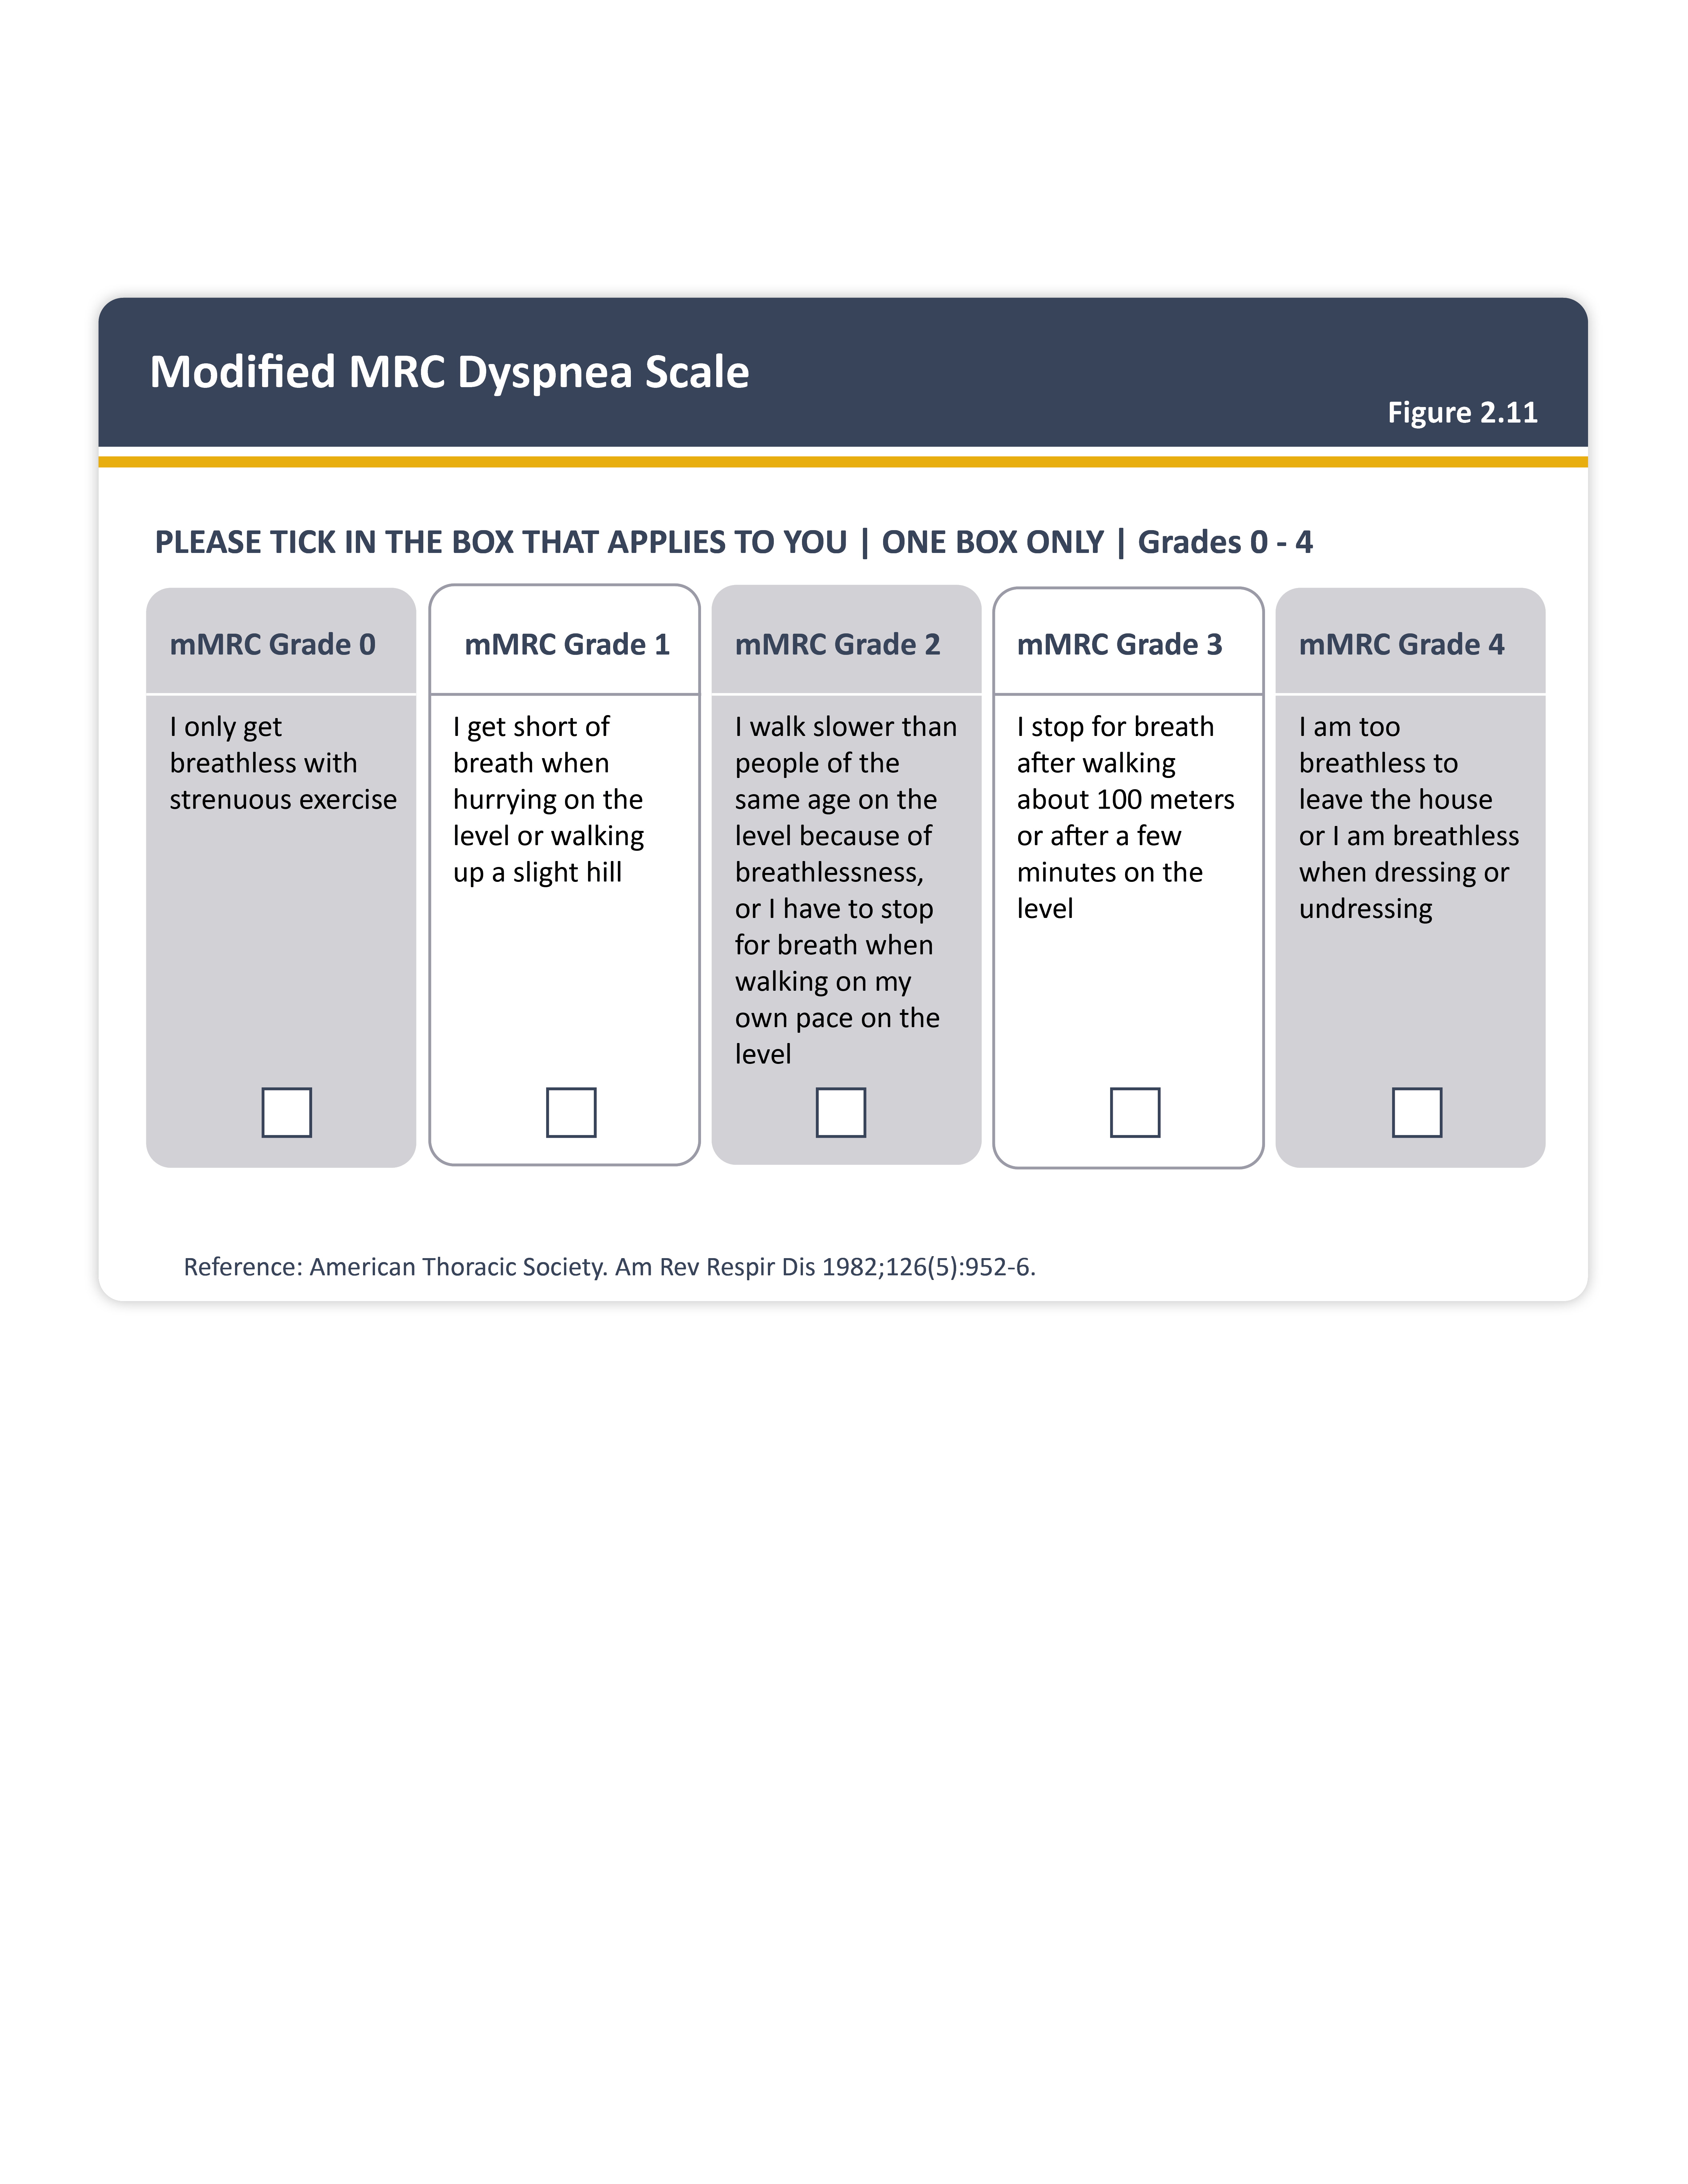 Modified MRC Dyspnea Scale
Figure 2.11
PLEASE TICK IN THE BOX THAT APPLIES TO YOU | ONE BOX ONLY | Grades 0 - 4
mMRC Grade 0
I only get
breathless with
strenuous exercise
mMRC Grade 1
I get short of
breath when
hurrying on the
level or walking
up a slight hill
mMRC Grade 2
I walk slower than
people of the
same age on the
level because of
breathlessness,
or I have to stop
for breath when
walking on my
own pace on the
level
mMRC Grade 3
I stop for breath
after walking
about 100 meters
or after a few
minutes on the
level
mMRC Grade 4
I am too
breathless to
leave the house
or I am breathless
when dressing or
undressing
Reference: American Thoracic Society. Am Rev Respir Dis 1982;126(5):952-6.